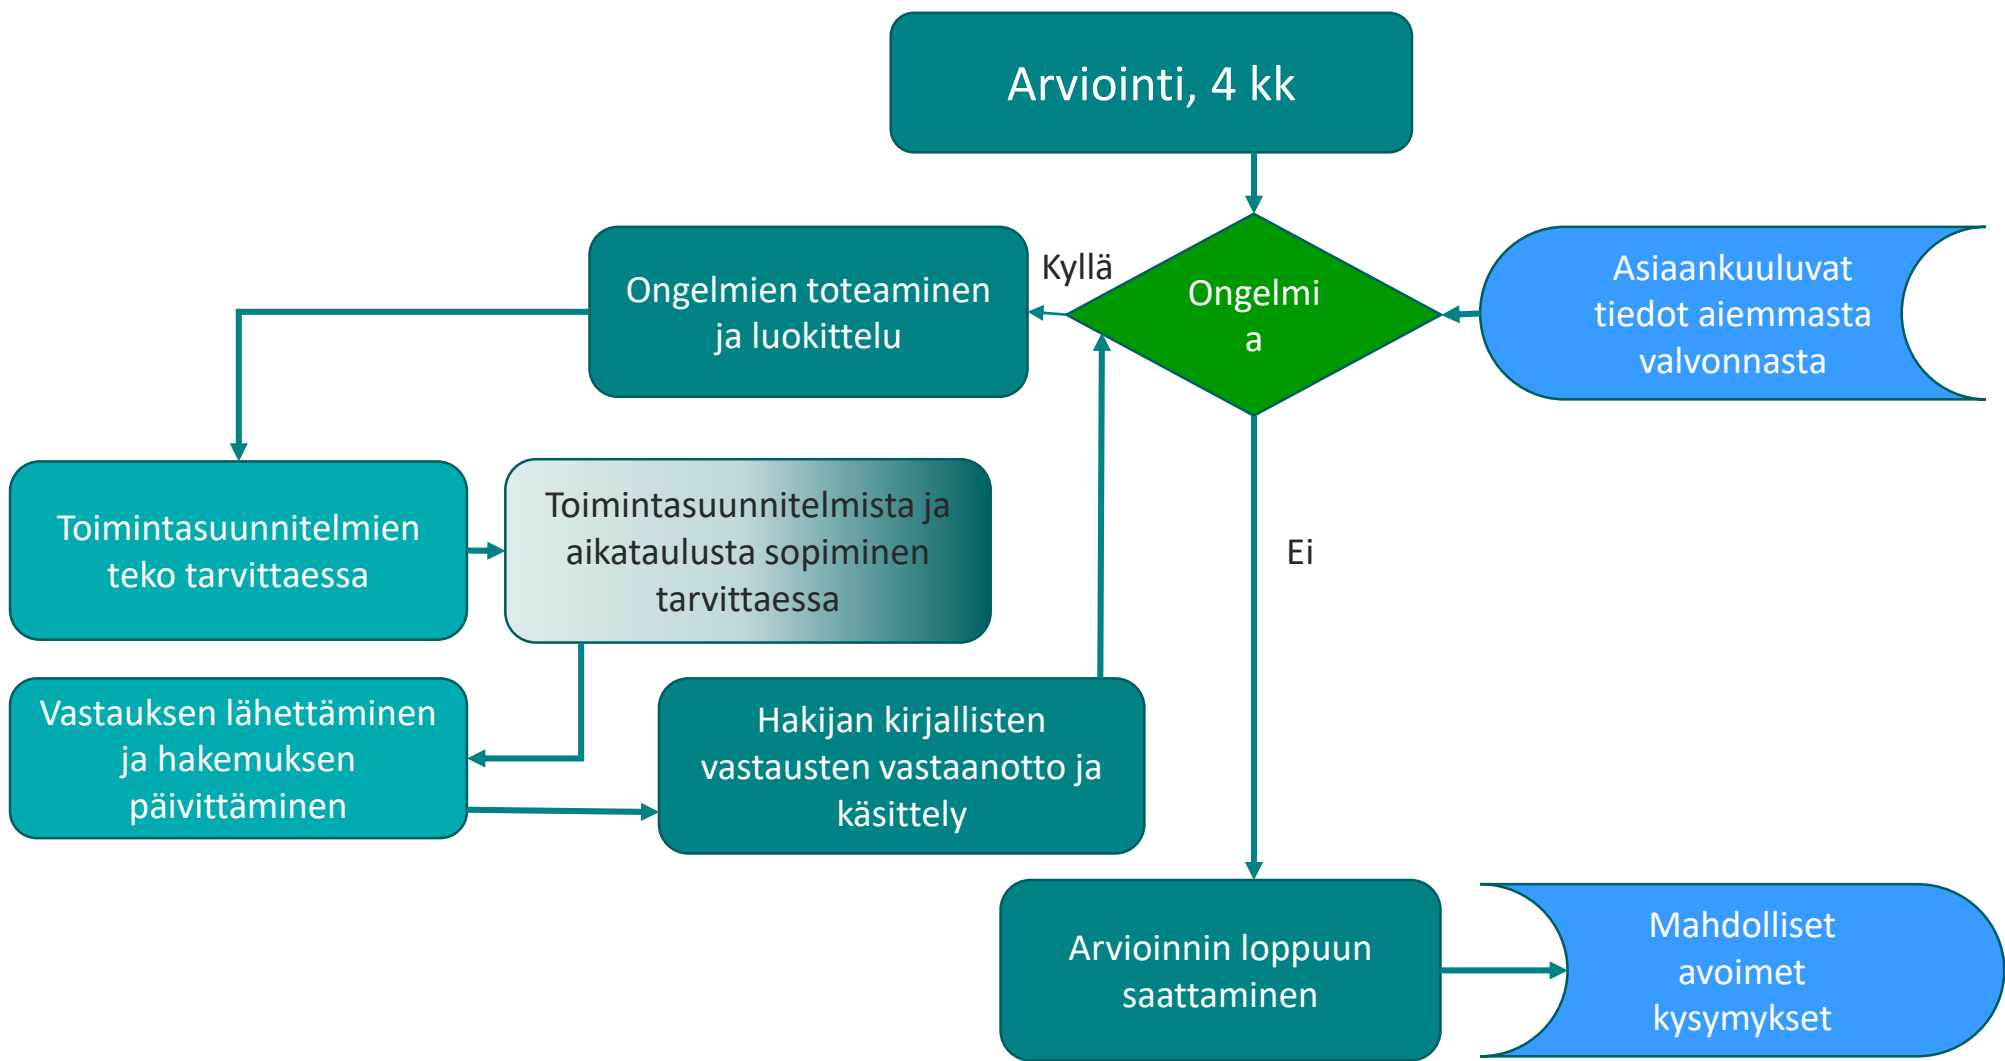 Arviointi, 4 kk
Ongelmien toteaminen
ja luokittelu
Kyllä
Ongelmi
a
Asiaankuuluvat
tiedot aiemmasta
valvonnasta
Toimintasuunnitelmien
teko tarvittaessa
Toimintasuunnitelmista ja
aikataulusta sopiminen
tarvittaessa
Ei
Vastauksen lähettäminen
ja hakemuksen
päivittäminen
Hakijan kirjallisten
vastausten vastaanotto ja
käsittely
Arvioinnin loppuun
saattaminen
Mahdolliset
avoimet
kysymykset